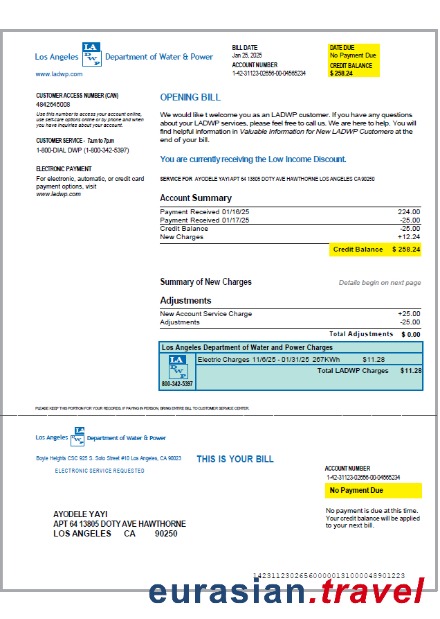 Los Angeles LA DWP Department of Water & Power
www.ladwp.com
BILL DATE
Jan 25, 2025
ACCOUNT NUMBER
1-42-31123-02656-00-04565234
DATE DUE
No Payment Due
CREDIT BALANCE
$ 258.24
CUSTOMER ACCESS NUMBER (CAN)
4842645008
Use this number to access your account online,
use self-care options online or by phone and when
you have inquiries about your account.
CUSTOMER SERVICE - 7am to 7pm
1-800-DIAL DWP (1-800-342-5397)
ELECTRONIC PAYMENT
For electronic, automatic, or credit card
payment options, visit
www.ladwp.com
OPENING BILL
We would like t welcome you as an LADWP customer. If you have any questions
about your LADWP services, please feel free to call us. We are here to help. You will
find helpful information in Valuable Information for New LADWP Customers at the
end of your bill.
You are currently receiving the Low Income Discount.
SERVICE FOR AYODELE YAYI APT 64 13805 DOTY AVE HAWTHORNE LOS ANGELES CA 90250
Account Summary
Payment Received 01/16/25 224.00
Payment Received 01/17/25 -25.00
Credit Balance -25.00
New Charges +12.24
Credit Balance $ 258.24
Summary of New Charges Details begin on next page
Adjustments
New Account Service Charge +25.00
Adjustments -25.00
Total Adjustments $ 0.00
Los Angeles Department of Water and Power Charges
LA DWP
800-342-5397
Electric Charges 11/6/25 - 01/31/25 267KWh $11.28
Total LADWP Charges $11.28
PLEASE KEEP THIS PORTION FOR YOUR RECORDS. IF PAYING IN PERSON, BRING ENTIRE BILL TO CUSTOMER SERVICE CENTER.
Los Angeles LA DWP Department of Water & Power
Boyle Heights CSC 925 S. Soto Street #10 Los Angeles, CA 90023
ELECTRONIC SERVICE REQUESTED
THIS IS YOUR BILL
ACCOUNT NUMBER
1-42-31123-02656-00-04565234
No Payment Due
No payment is due at this time.
Your credit balance will be applied
to your next bill.
AYODELE YAYI
APT 64 13805 DOTY AVE HAWTHORNE
LOS ANGELES CA 90250
eurasian.travel